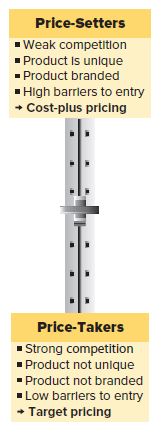 Price-Setters
▪ Weak competition
▪ Product is unique
▪ Product branded
▪ High barriers to entry
➔ Cost-plus pricing
Price-Takers
▪ Strong competition
▪ Product not unique
▪ Product not branded
▪ Low barriers to entry
➔ Target pricing